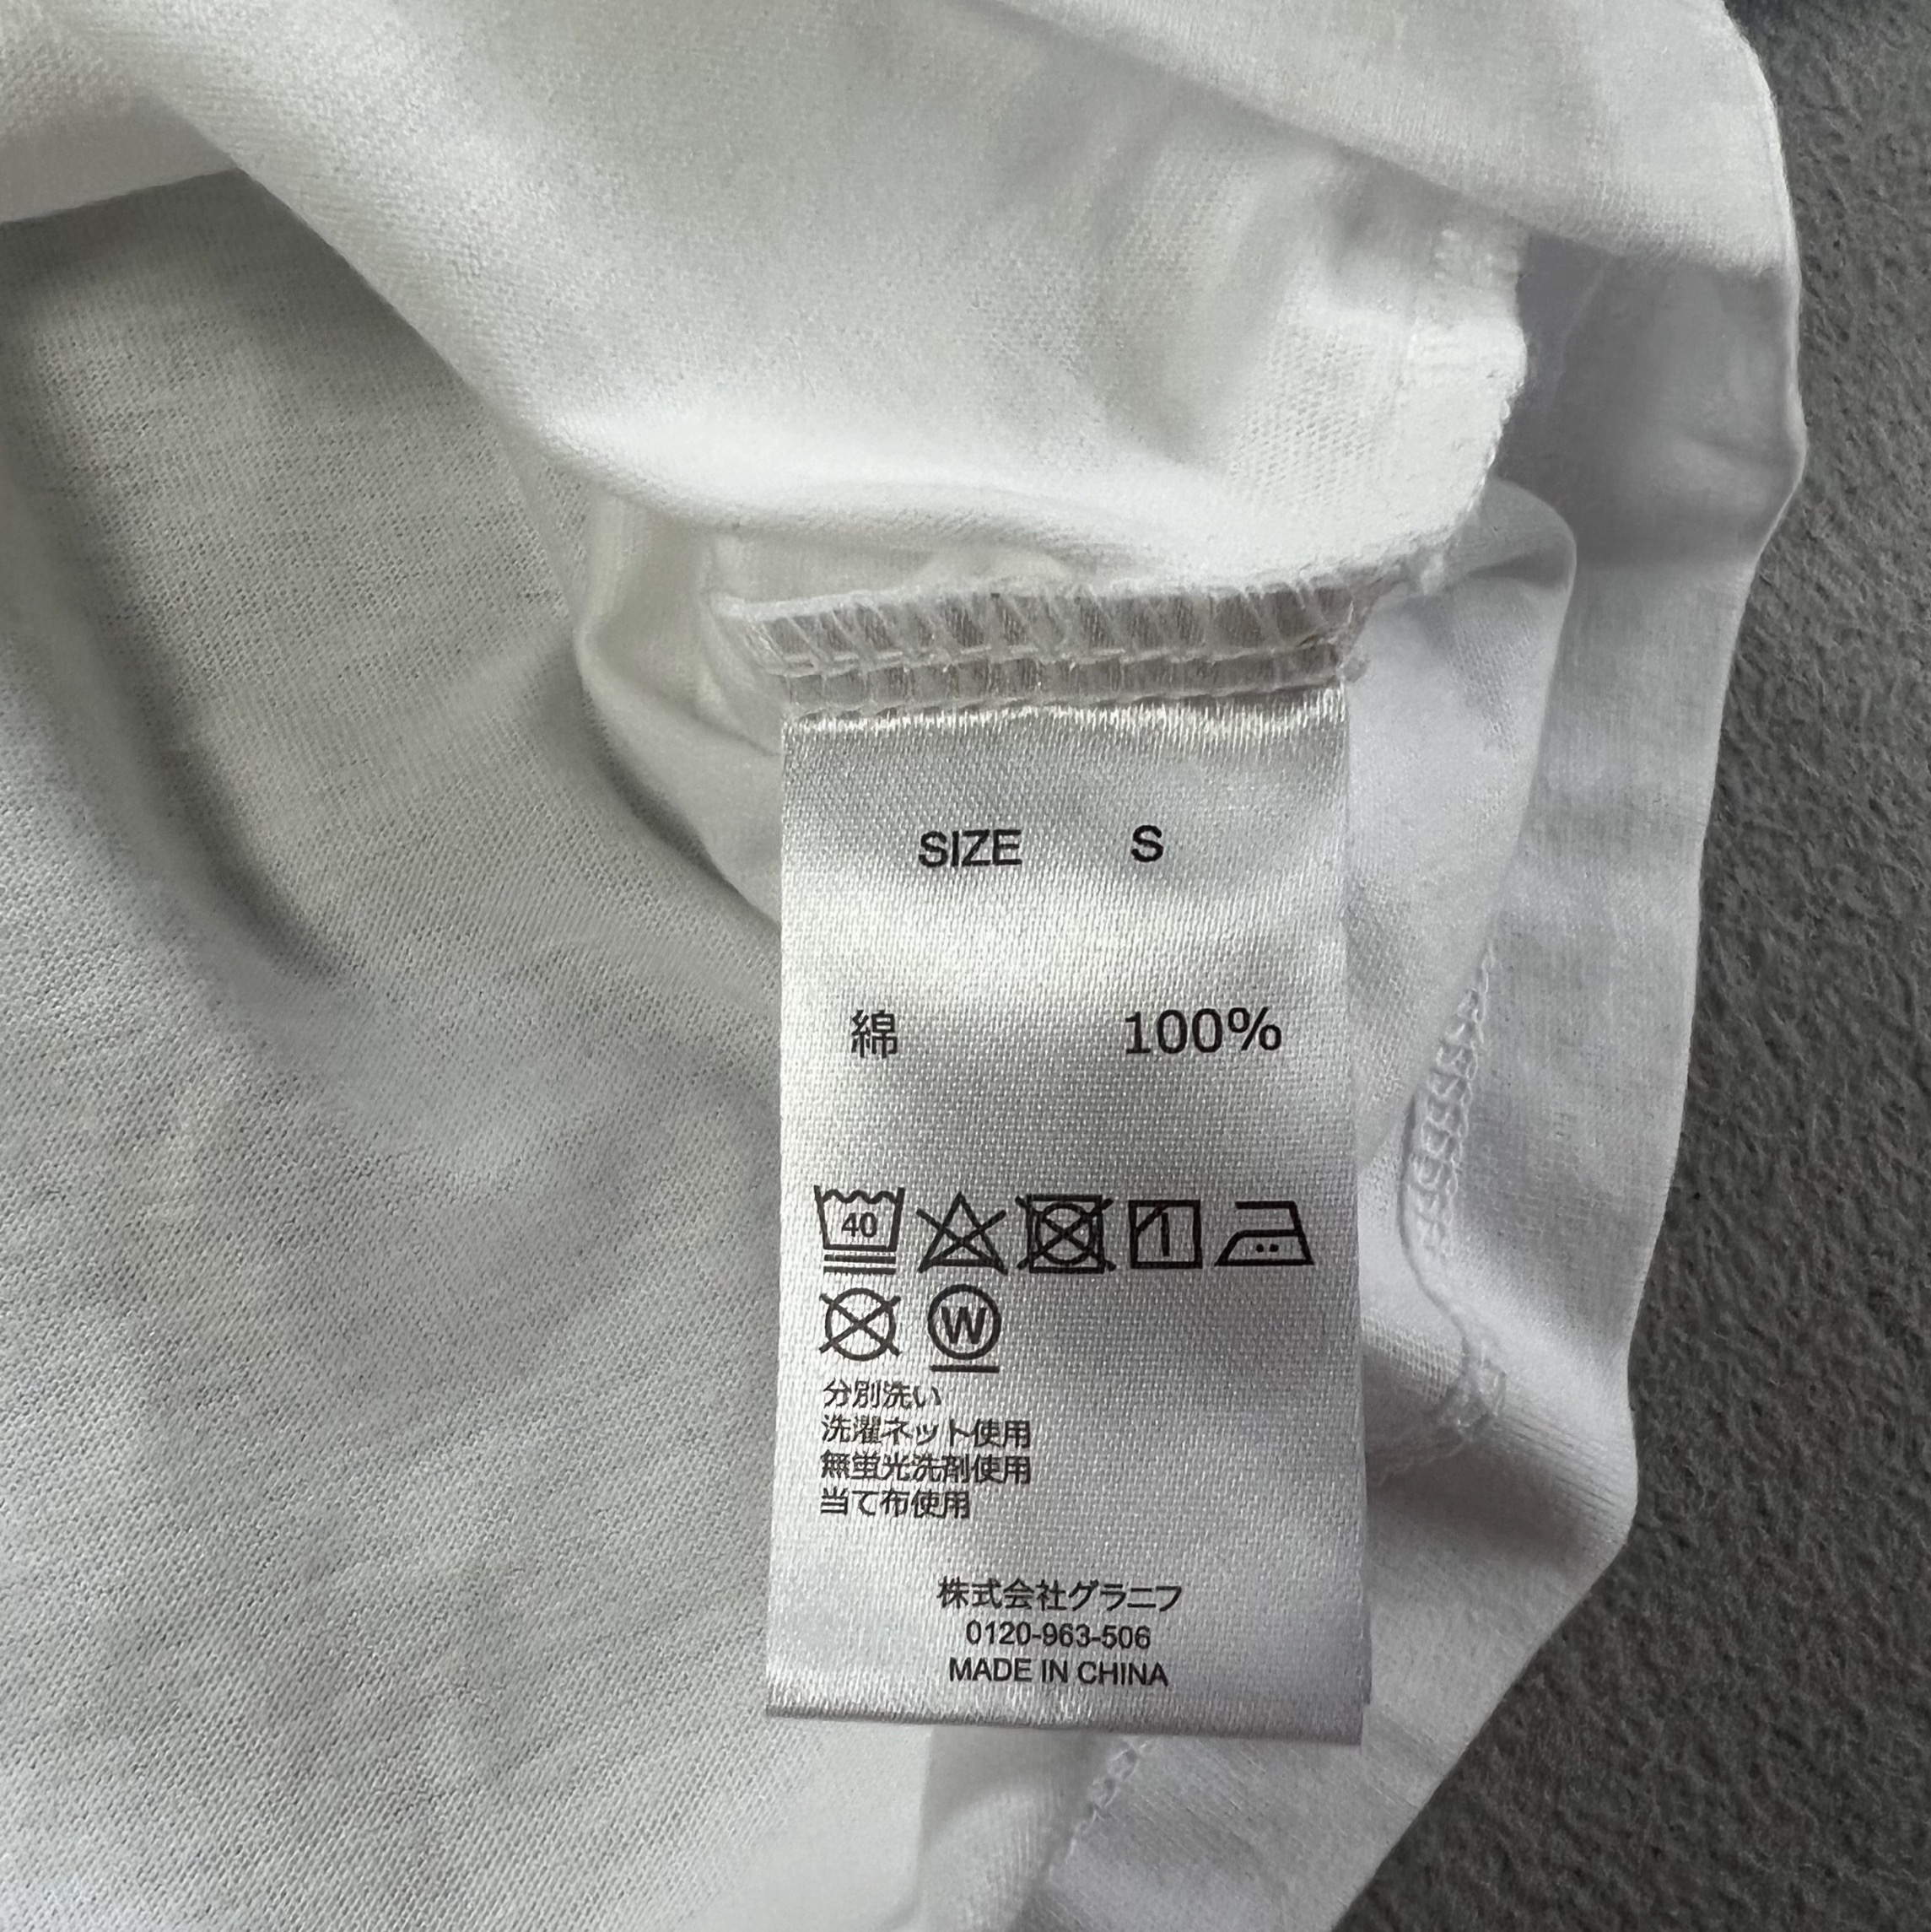 SIZE S
綿 100%
40
W
分別洗い
洗濯ネット使用
無蛍光洗剤使用
当て布使用
株式会社グラニフ
0120-963-506
MADE IN CHINA